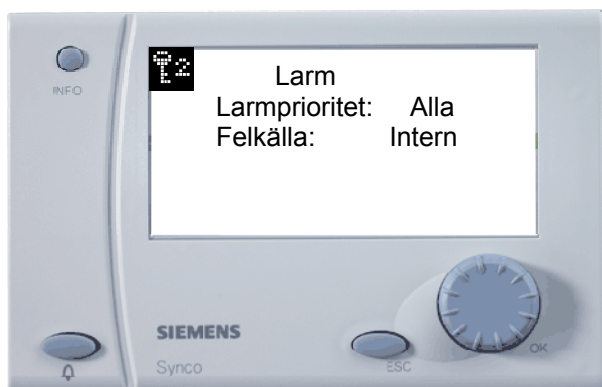 INFO
2
Larm
Larmprioritet: Alla
Felkälla: Intern
SIEMENS
Synco
ESC
OK